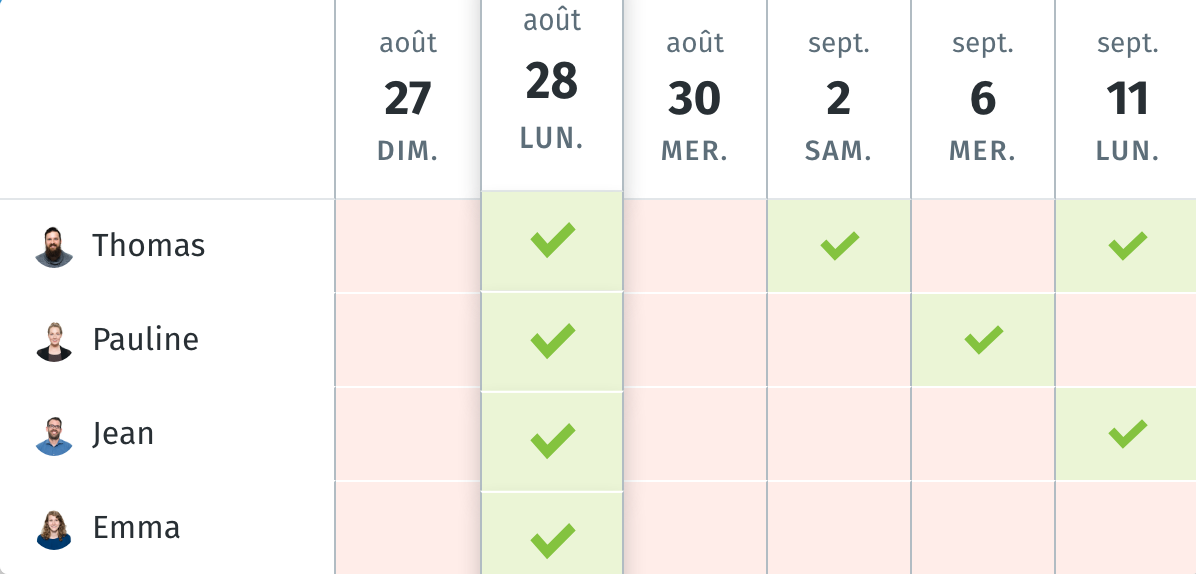 août août août sept. sept. sept.
27 28 30 2 6 11
DIM. LUN. MER. SAM. MER. LUN.
Thomas
Pauline
Jean
Emma